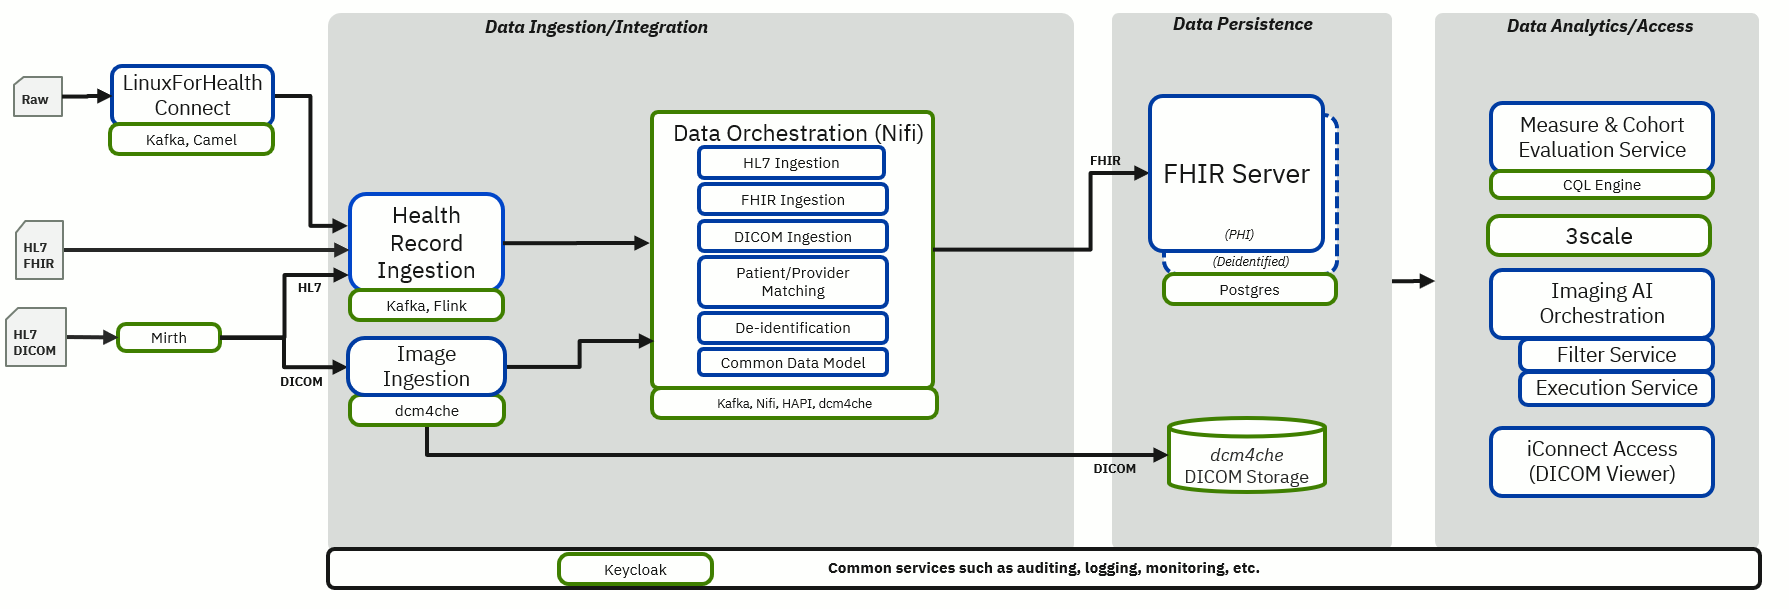 Data Ingestion/Integration
Data Persistence
Data Analytics/Access
Raw
LinuxForHealth
Connect
Kafka, Camel
HL7
FHIR
HL7
DICOM
Mirth
HL7
DICOM
Health
Record
Ingestion
Kafka, Flink
Image
Ingestion
dcm4che
Data Orchestration (Nifi)
HL7 Ingestion
FHIR Ingestion
DICOM Ingestion
Patient/Provider
Matching
De-identification
Common Data Model
Kafka, Nifi, HAPI, dcm4che
FHIR
FHIR Server
(PHI)
(Deidentified)
Postgres
DICOM
dcm4che
DICOM Storage
Measure & Cohort
Evaluation Service
CQL Engine
3scale
Imaging AI
Orchestration
Filter Service
Execution Service
iConnect Access
(DICOM Viewer)
Keycloak
Common services such as auditing, logging, monitoring, etc.